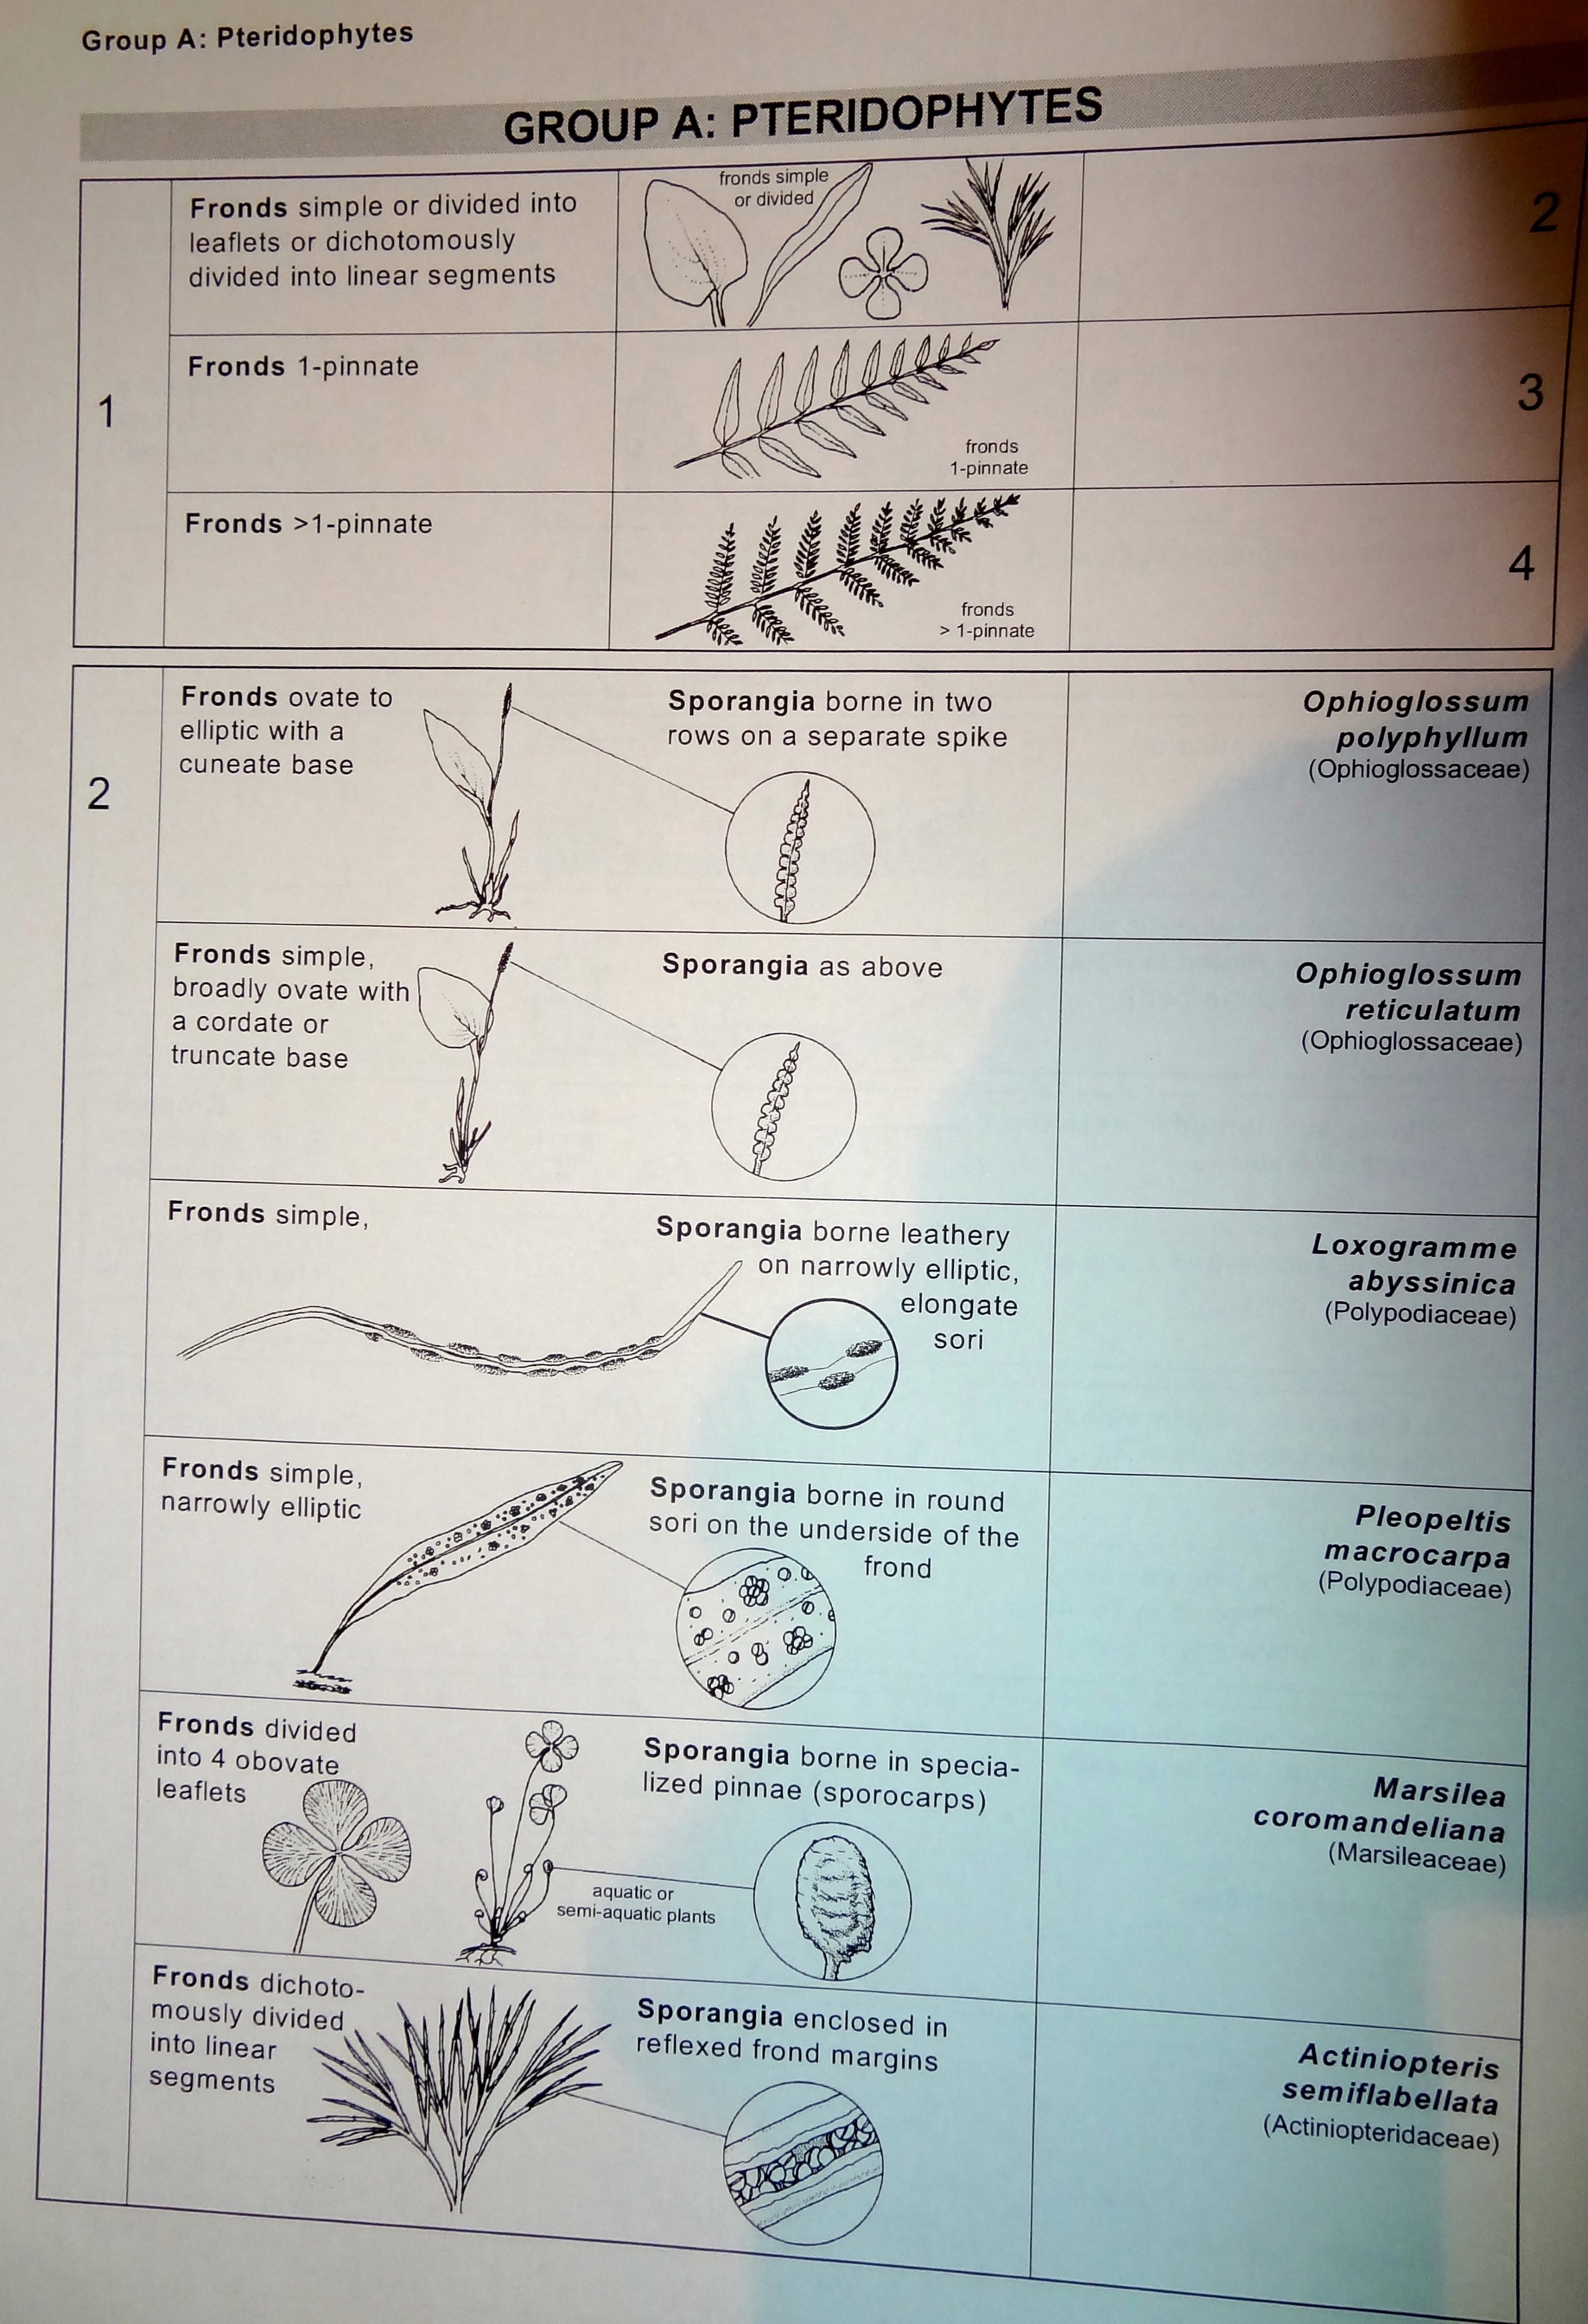 Group A: Pteridophytes
GROUP A: PTERIDOPHYTES
1
Fronds simple or divided into
leaflets or dichotomously
divided into linear segments
fronds simple
or divided
2
Fronds 1-pinnate
fronds
1-pinnate
3
Fronds >1-pinnate
fronds
> 1-pinnate
4
2
Fronds ovate to
elliptic with a
cuneate base
Sporangia borne in two
rows on a separate spike
Ophioglossum
polyphyllum
(Ophioglossaceae)
Fronds simple,
broadly ovate with
a cordate or
truncate base
Sporangia as above
Ophioglossum
reticulatum
(Ophioglossaceae)
Fronds simple,
Sporangia borne leathery
on narrowly elliptic,
elongate
sori
Loxogramme
abyssinica
(Polypodiaceae)
Fronds simple,
narrowly elliptic
Sporangia borne in round
sori on the underside of the
frond
Pleopeltis
macrocarpa
(Polypodiaceae)
Fronds divided
into 4 obovate
leaflets
aquatic or
semi-aquatic plants
Sporangia borne in specia-
lized pinnae (sporocarps)
Marsilea
coromandeliana
(Marsileaceae)
Fronds dichoto-
mously divided
into linear
segments
Sporangia enclosed in
reflexed frond margins
Actiniopteris
semiflabellata
(Actiniopteridaceae)